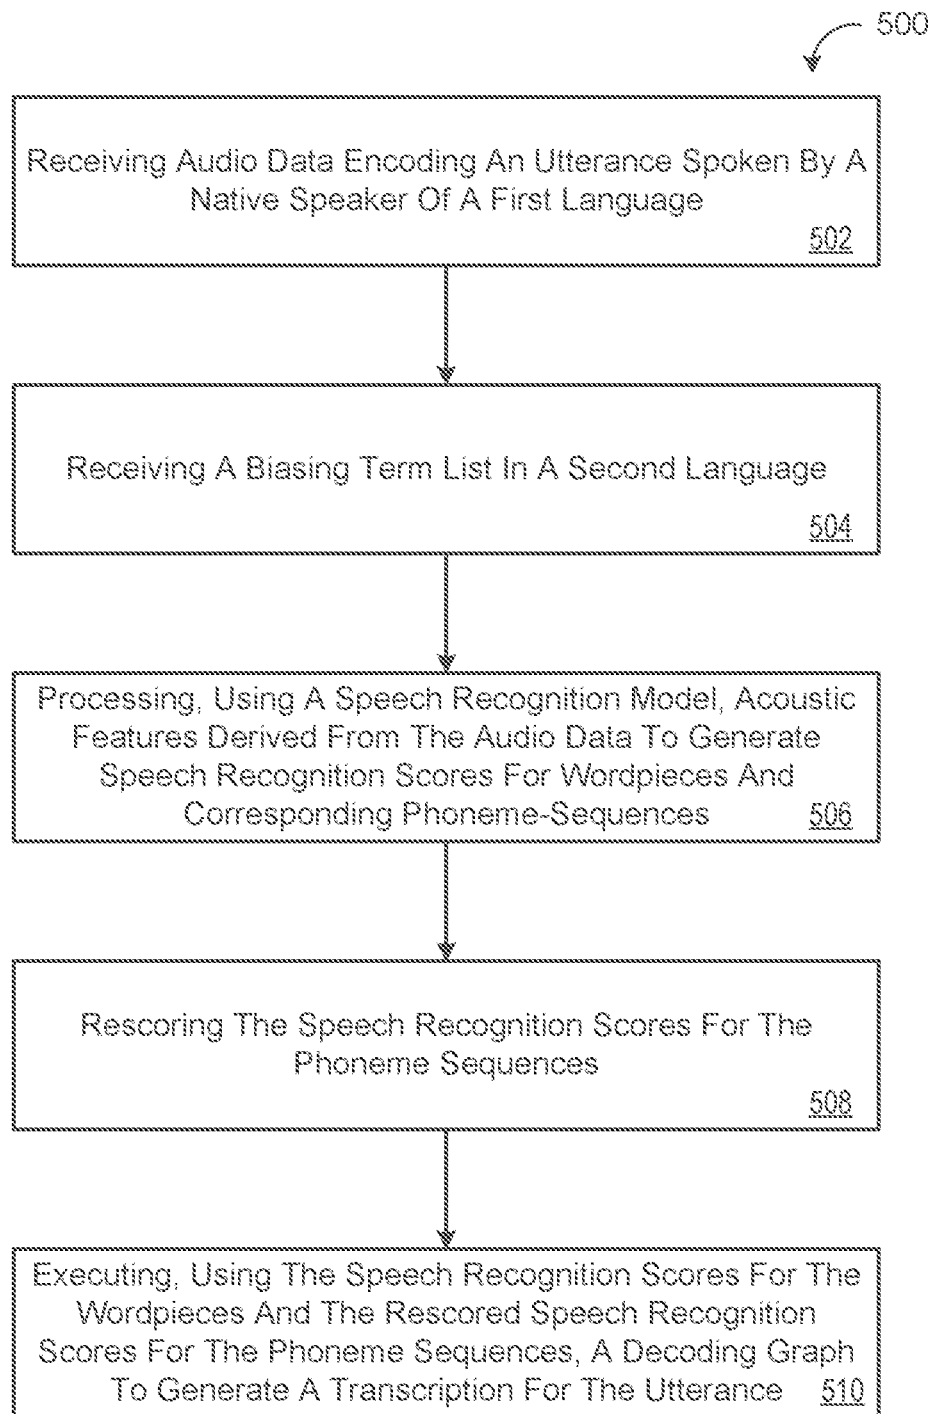 500
Receiving Audio Data Encoding An Utterance Spoken By A
Native Speaker Of A First Language
502
Receiving A Biasing Term List In A Second Language
504
Processing, Using A Speech Recognition Model, Acoustic
Features Derived From The Audio Data To Generate
Speech Recognition Scores For Wordpieces And
Corresponding Phoneme-Sequences 506
Rescoring The Speech Recognition Scores For The
Phoneme Sequences
508
Executing, Using The Speech Recognition Scores For The
Wordpieces And The Rescored Speech Recognition
Scores For The Phoneme Sequences, A Decoding Graph
To Generate A Transcription For The Utterance 510